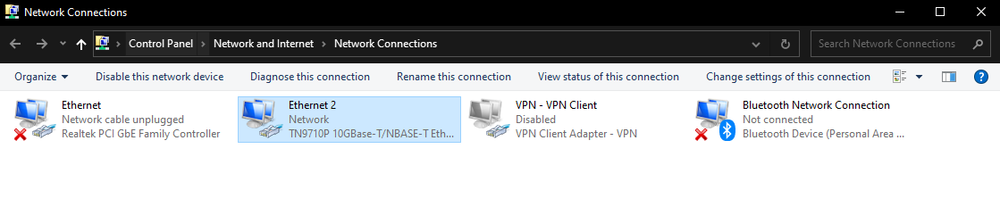 Network Connections
Control Panel > Network and Internet > Network Connections
Search Network Connections
Organize Disable this network device Diagnose this connection Rename this connection View status of this connection Change settings of this connection
Ethernet
Network cable unplugged
Realtek PCI GbE Family Controller
Ethernet 2
Network
TN9710P 10GBase-T/NBASE-T Eth...
VPN - VPN Client
Disabled
VPN Client Adapter - VPN
Bluetooth Network Connection
Not connected
Bluetooth Device (Personal Area ...